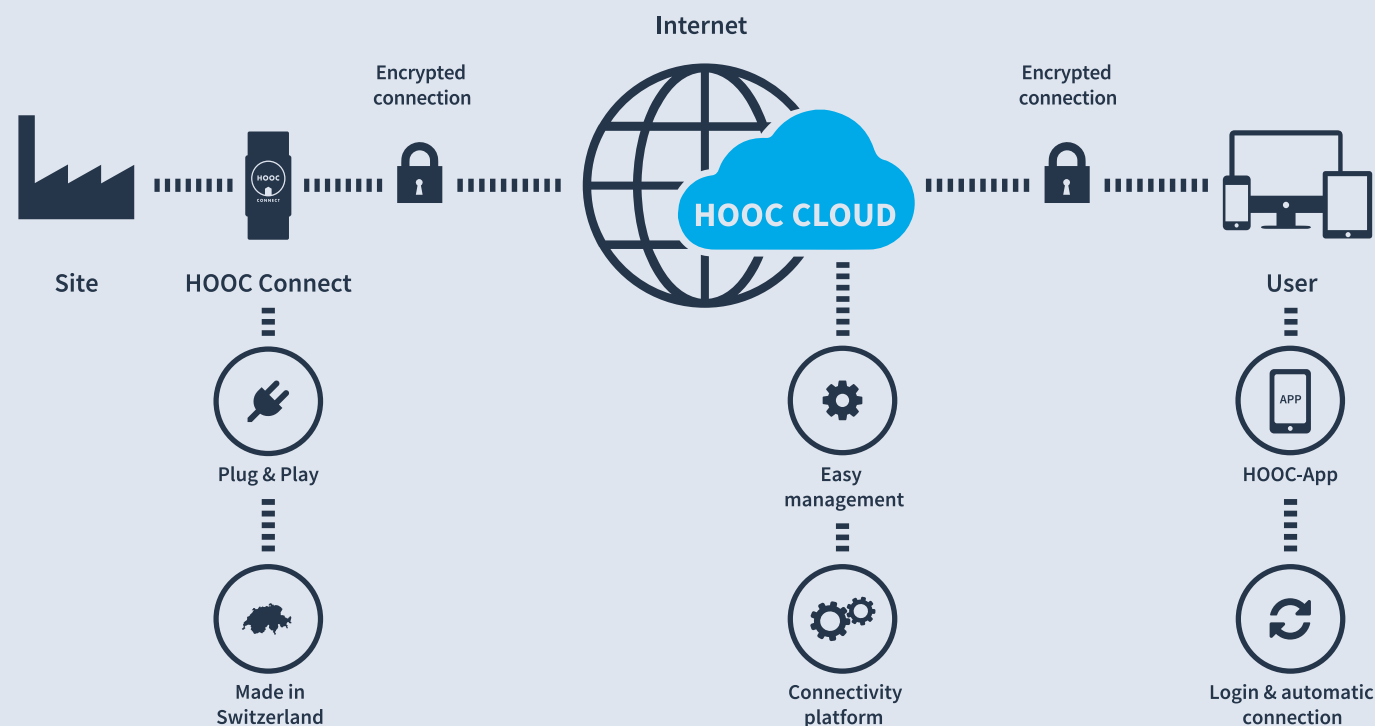 Internet
Encrypted
connection
Encrypted
connection
HOOC
CONNECT
HOOC CLOUD
Site
HOOC Connect
User
Plug & Play
Easy
management
APP
HOOC-App
Made in
Switzerland
Connectivity
platform
Login & automatic
connection